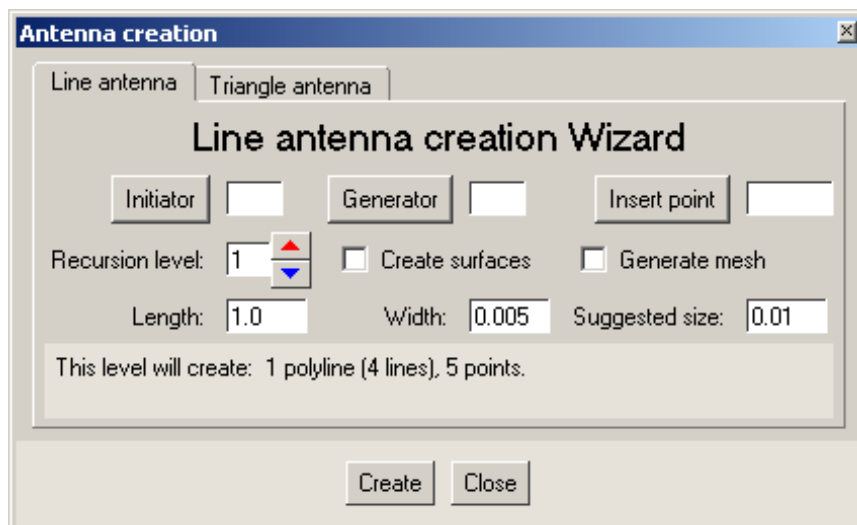 Antenna creation
Line antenna Triangle antenna
Line antenna creation Wizard
Initiator Generator Insert point
Recursion level: 1 Create surfaces Generate mesh
Length: 1.0 Width: 0.005 Suggested size: 0.01
This level will create: 1 polyline (4 lines), 5 points.
Create Close